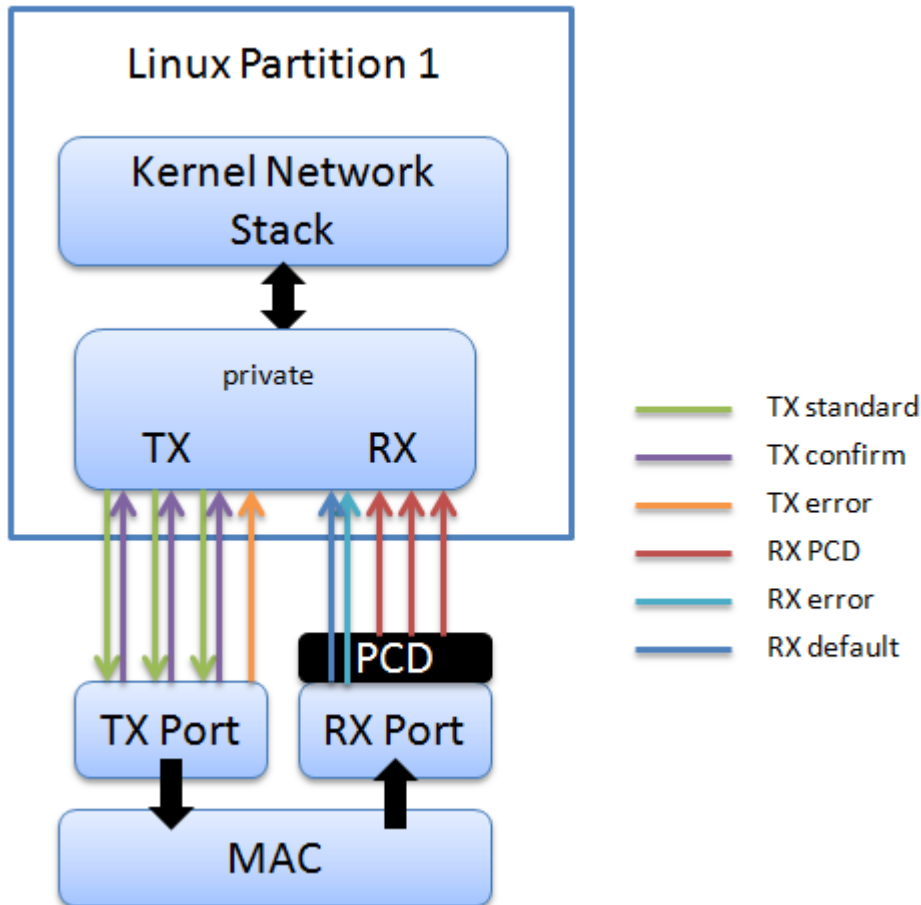 Linux Partition 1
Kernel Network
Stack
private
TX
RX
TX standard
TX confirm
TX error
RX PCD
RX error
RX default
PCD
TX Port
RX Port
MAC